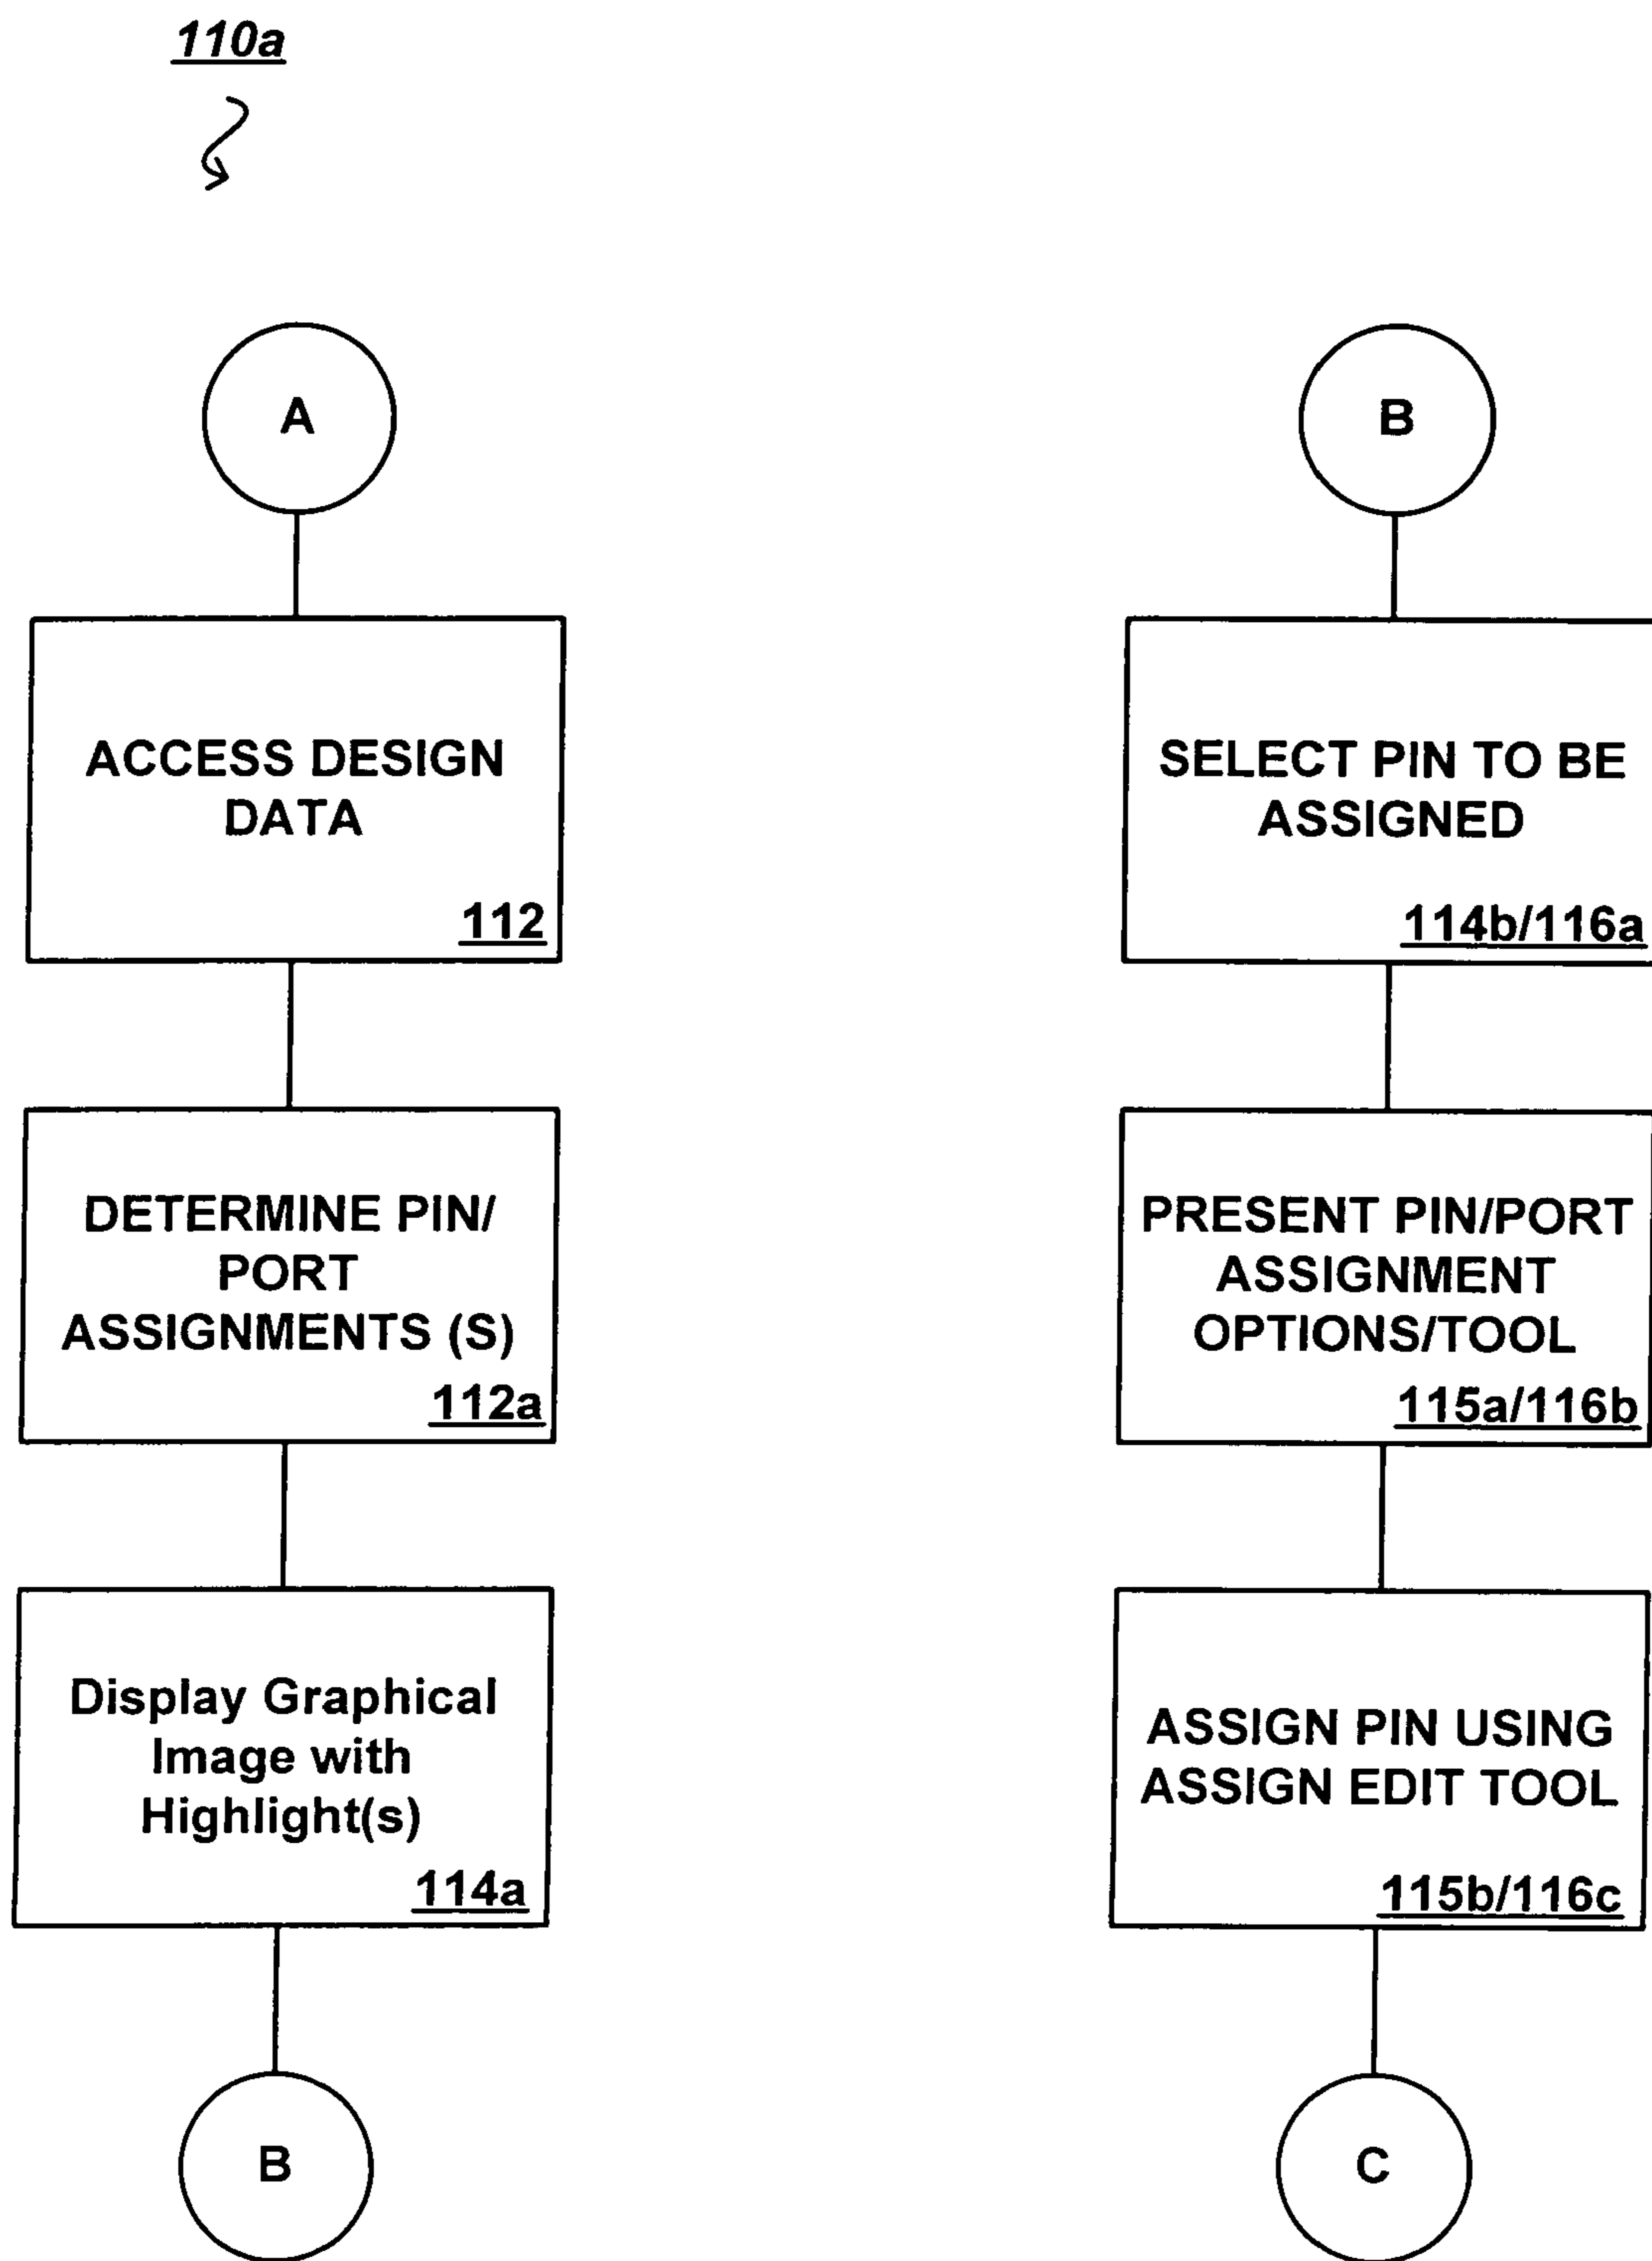 110a
A
ACCESS DESIGN
DATA
112
DETERMINE PIN/
PORT
ASSIGNMENTS (S)
112a
Display Graphical
Image with
Highlight(s)
114a
B
B
SELECT PIN TO BE
ASSIGNED
114b/116a
PRESENT PIN/PORT
ASSIGNMENT
OPTIONS/TOOL
115a/116b
ASSIGN PIN USING
ASSIGN EDIT TOOL
115b/116c
C